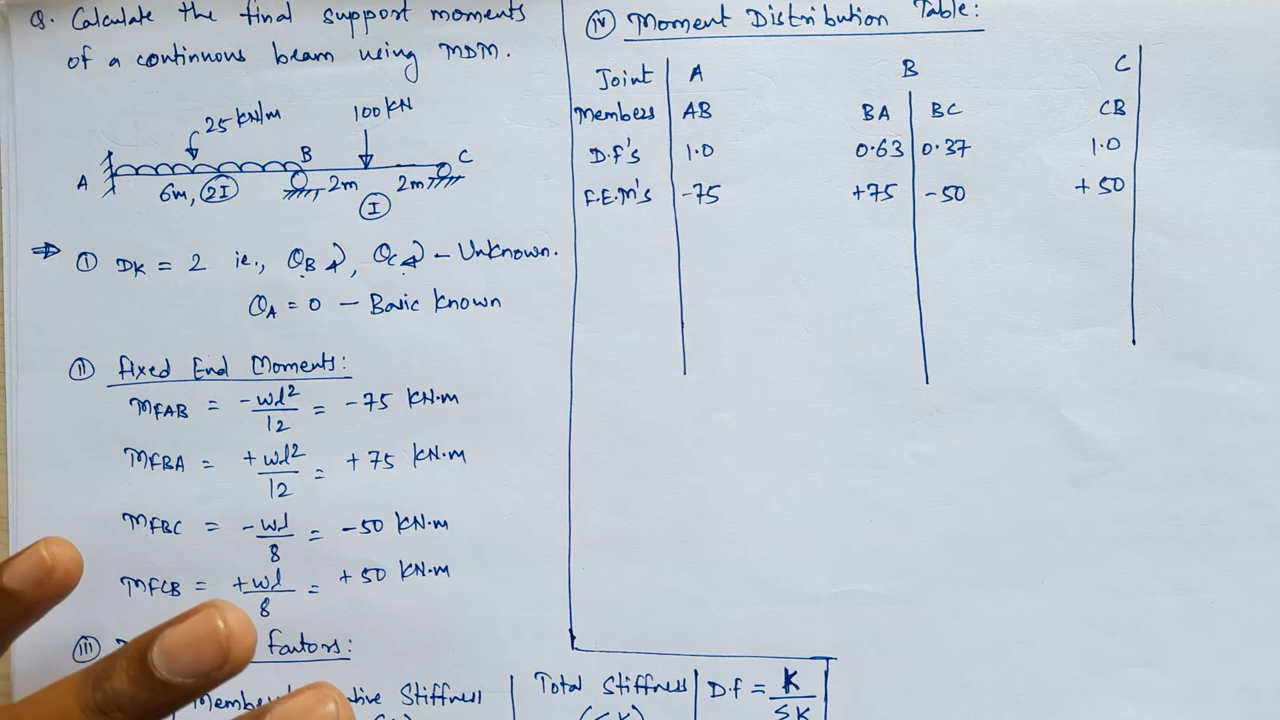 Q. Calculate the final support moments
of a continuous beam using MDM.
25 kN/m
100 kN
A
B
C
6m, 2I
2m
2m
I
⇒ I DK = 2 ie., θB, θC - Unknown.
θA = 0 - Basic Known
II Fixed End Moments:
MFAB = -wl²/12 = -75 KN.m
MFBA = +wl²/12 = +75 KN.m
MFBC = -wl/8 = -50 KN.m
MFCB = +wl/8 = +50 KN.m
III Factors:
Stiffness
Total Stiffness
D.f = K/ΣK
IV Moment Distribution Table:
Joint A B C
Members AB BA BC CB
D.f's 1.0 0.63 0.37 1.0
F.E.M's -75 +75 -50 +50